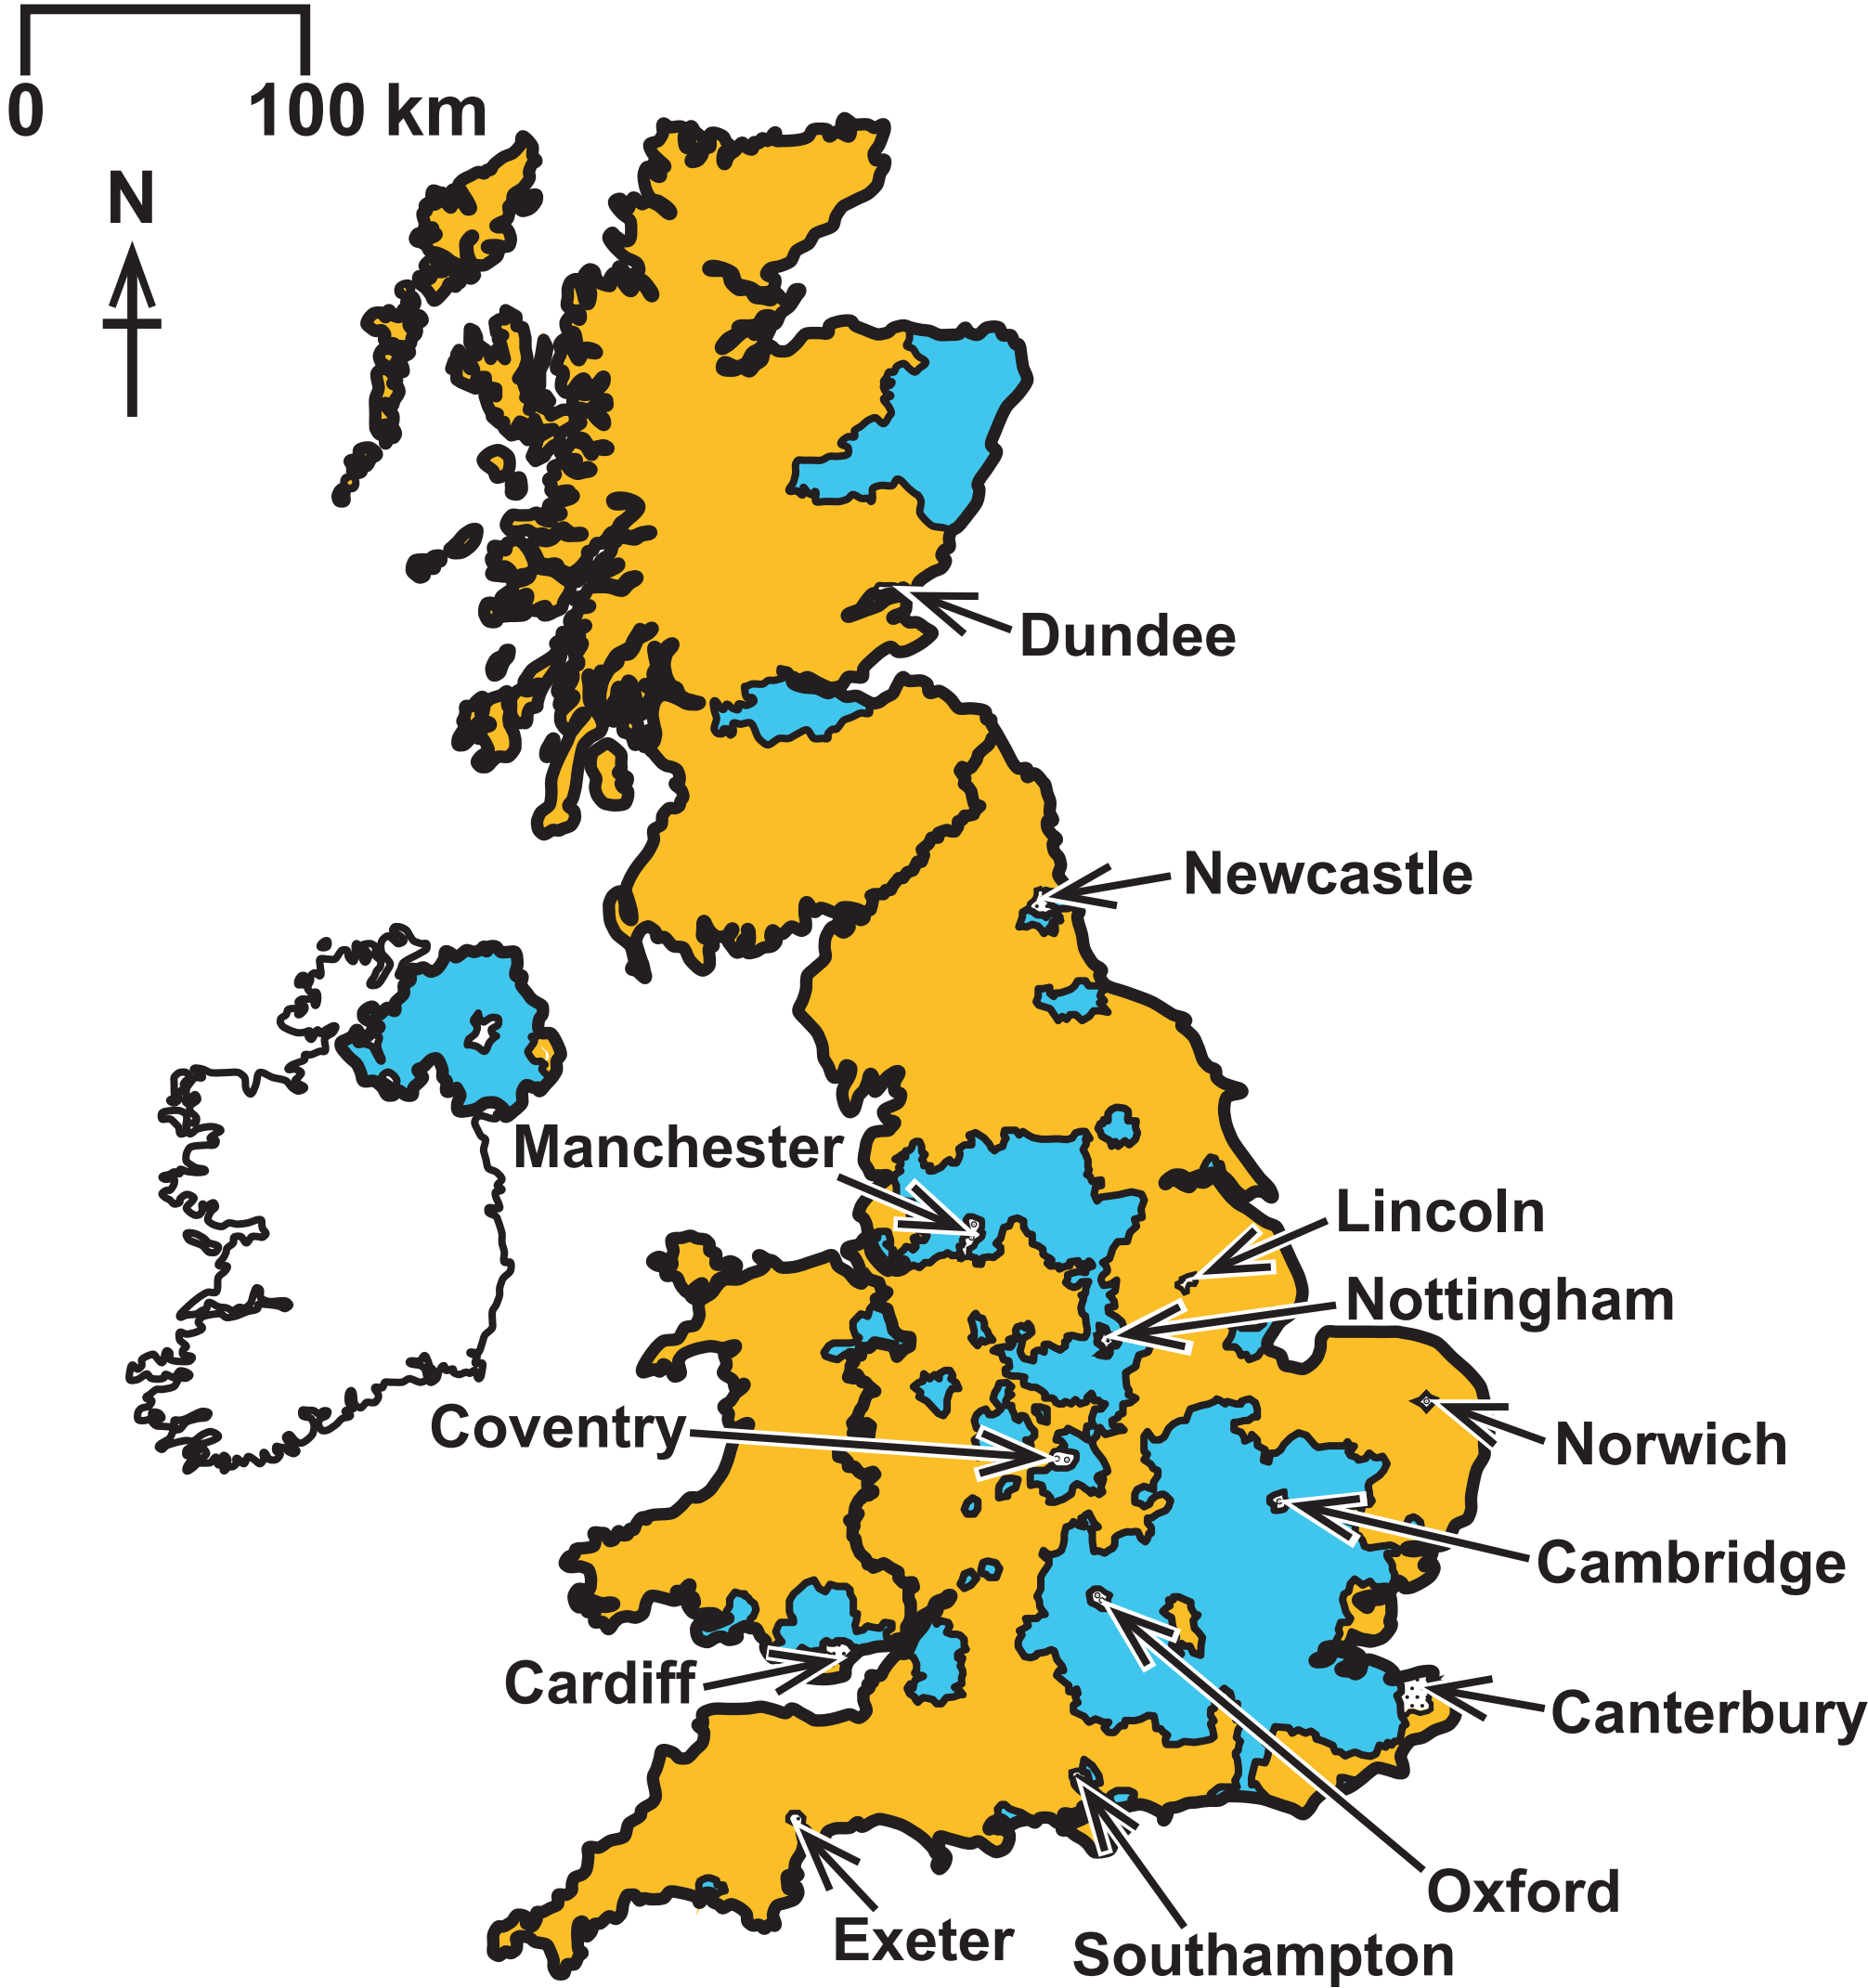 0 100 km
N
Dundee
Newcastle
Manchester
Lincoln
Nottingham
Coventry
Norwich
Cambridge
Cardiff
Canterbury
Oxford
Exeter
Southampton